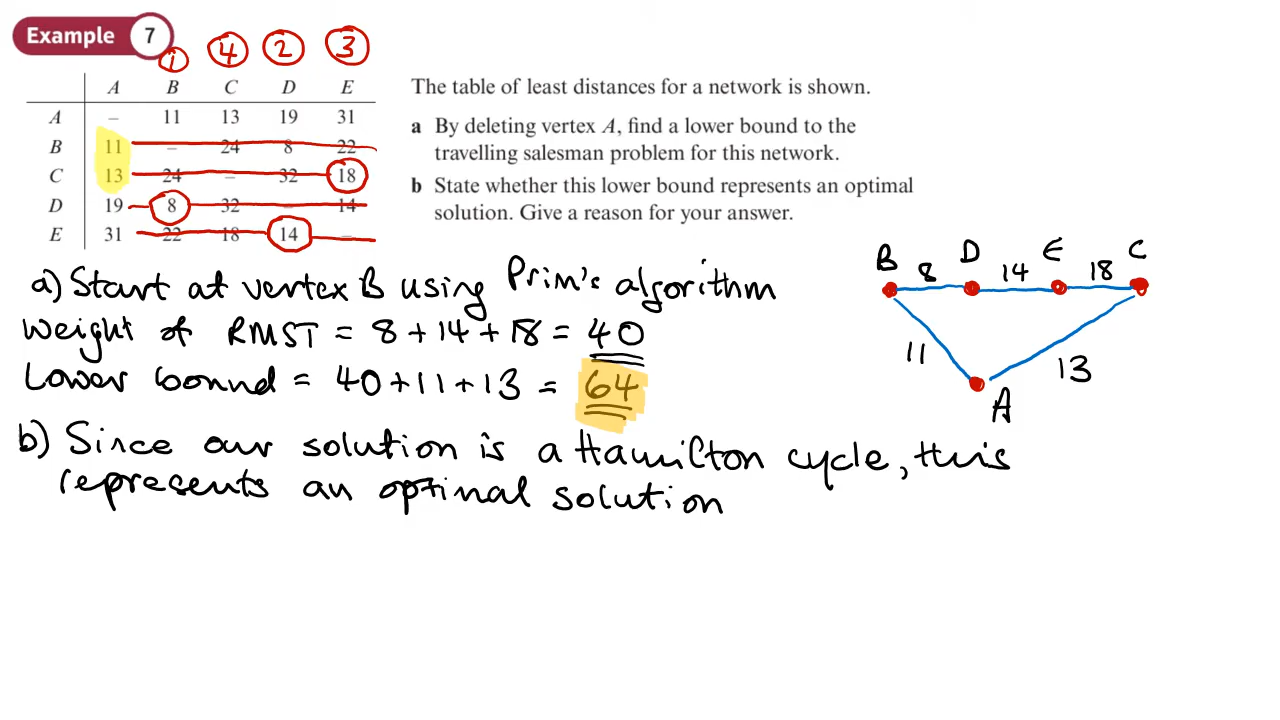 Example 7
① ④ ② ③
A B C D E
A – 11 13 19 31
B 11 – 24 8 22
C 13 24 – 32 18
D 19 8 32 – 14
E 31 22 18 14 –
The table of least distances for a network is shown.
a By deleting vertex A, find a lower bound to the
travelling salesman problem for this network.
b State whether this lower bound represents an optimal
solution. Give a reason for your answer.
a) Start at vertex B using Prim's algorithm
Weight of RMST = 8 + 14 + 18 = 40
Lower bound = 40 + 11 + 13 = 64
B 8 D 14 E 18 C
11 13
A
b) Since our solution is a Hamilton cycle, this
represents an optimal solution